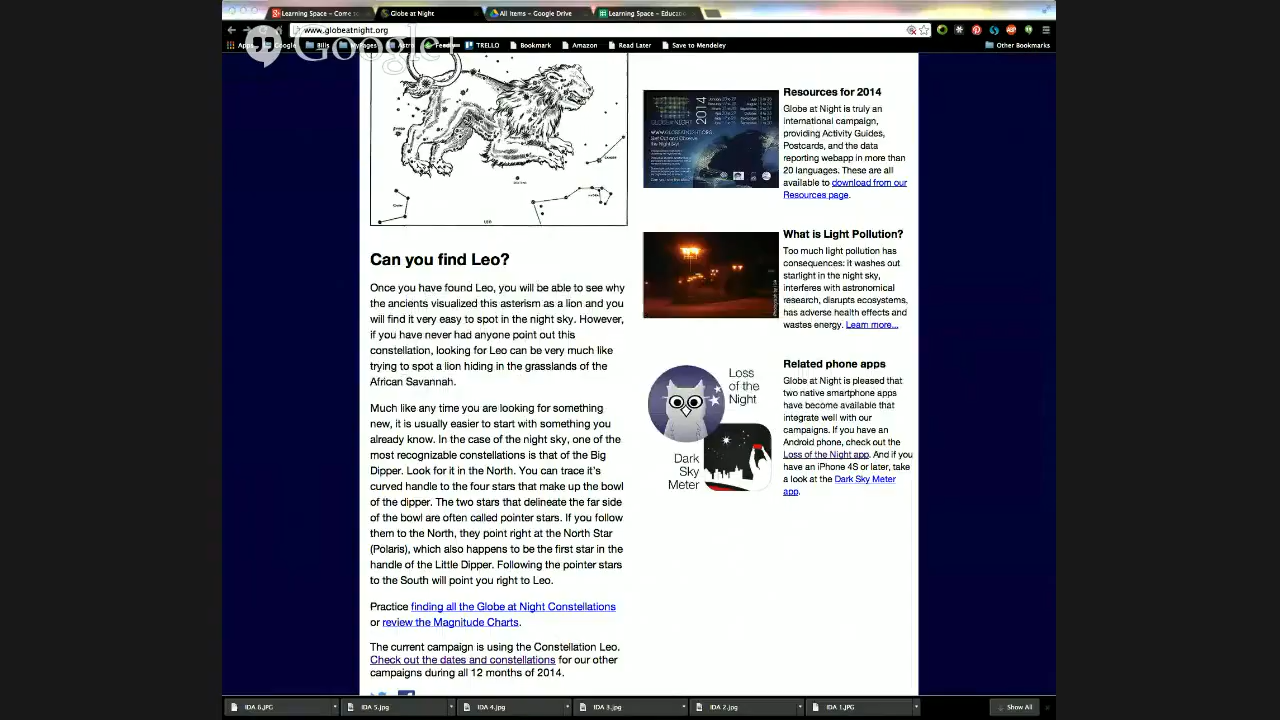 Learning Space – Come to
Globe at Night
All items – Google Drive
Learning Space – Educatio
www.globeatnight.org
Google+
Apps
Google
Bills
MyPages
Astro
Feedly
TRELLO
Bookmark
Amazon
Read Later
Save to Mendeley
Other Bookmarks
LEO
Can you find Leo?
Once you have found Leo, you will be able to see why
the ancients visualized this asterism as a lion and you
will find it very easy to spot in the night sky. However,
if you have never had anyone point out this
constellation, looking for Leo can be very much like
trying to spot a lion hiding in the grasslands of the
African Savannah.
Much like any time you are looking for something
new, it is usually easier to start with something you
already know. In the case of the night sky, one of the
most recognizable constellations is that of the Big
Dipper. Look for it in the North. You can trace it's
curved handle to the four stars that make up the bowl
of the dipper. The two stars that delineate the far side
of the bowl are often called pointer stars. If you follow
them to the North, they point right at the North Star
(Polaris), which also happens to be the first star in the
handle of the Little Dipper. Following the pointer stars
to the South will point you right to Leo.
Practice finding all the Globe at Night Constellations
or review the Magnitude Charts.
The current campaign is using the Constellation Leo.
Check out the dates and constellations for our other
campaigns during all 12 months of 2014.
2014
WWW.GLOBEATNIGHT.ORG
Resources for 2014
Globe at Night is truly an
international campaign,
providing Activity Guides,
Postcards, and the data
reporting webapp in more than
20 languages. These are all
available to download from our
Resources page.
What is Light Pollution?
Too much light pollution has
consequences: it washes out
starlight in the night sky,
interferes with astronomical
research, disrupts ecosystems,
has adverse health effects and
wastes energy. Learn more...
Loss
of the
Night
Dark
Sky
Meter
Related phone apps
Globe at Night is pleased that
two native smartphone apps
have become available that
integrate well with our
campaigns. If you have an
Android phone, check out the
Loss of the Night app. And if you
have an iPhone 4S or later, take
a look at the Dark Sky Meter
app.
IDA 6.JPG
IDA 5.jpg
IDA 4.jpg
IDA 3.jpg
IDA 2.jpg
IDA 1.JPG
Show All